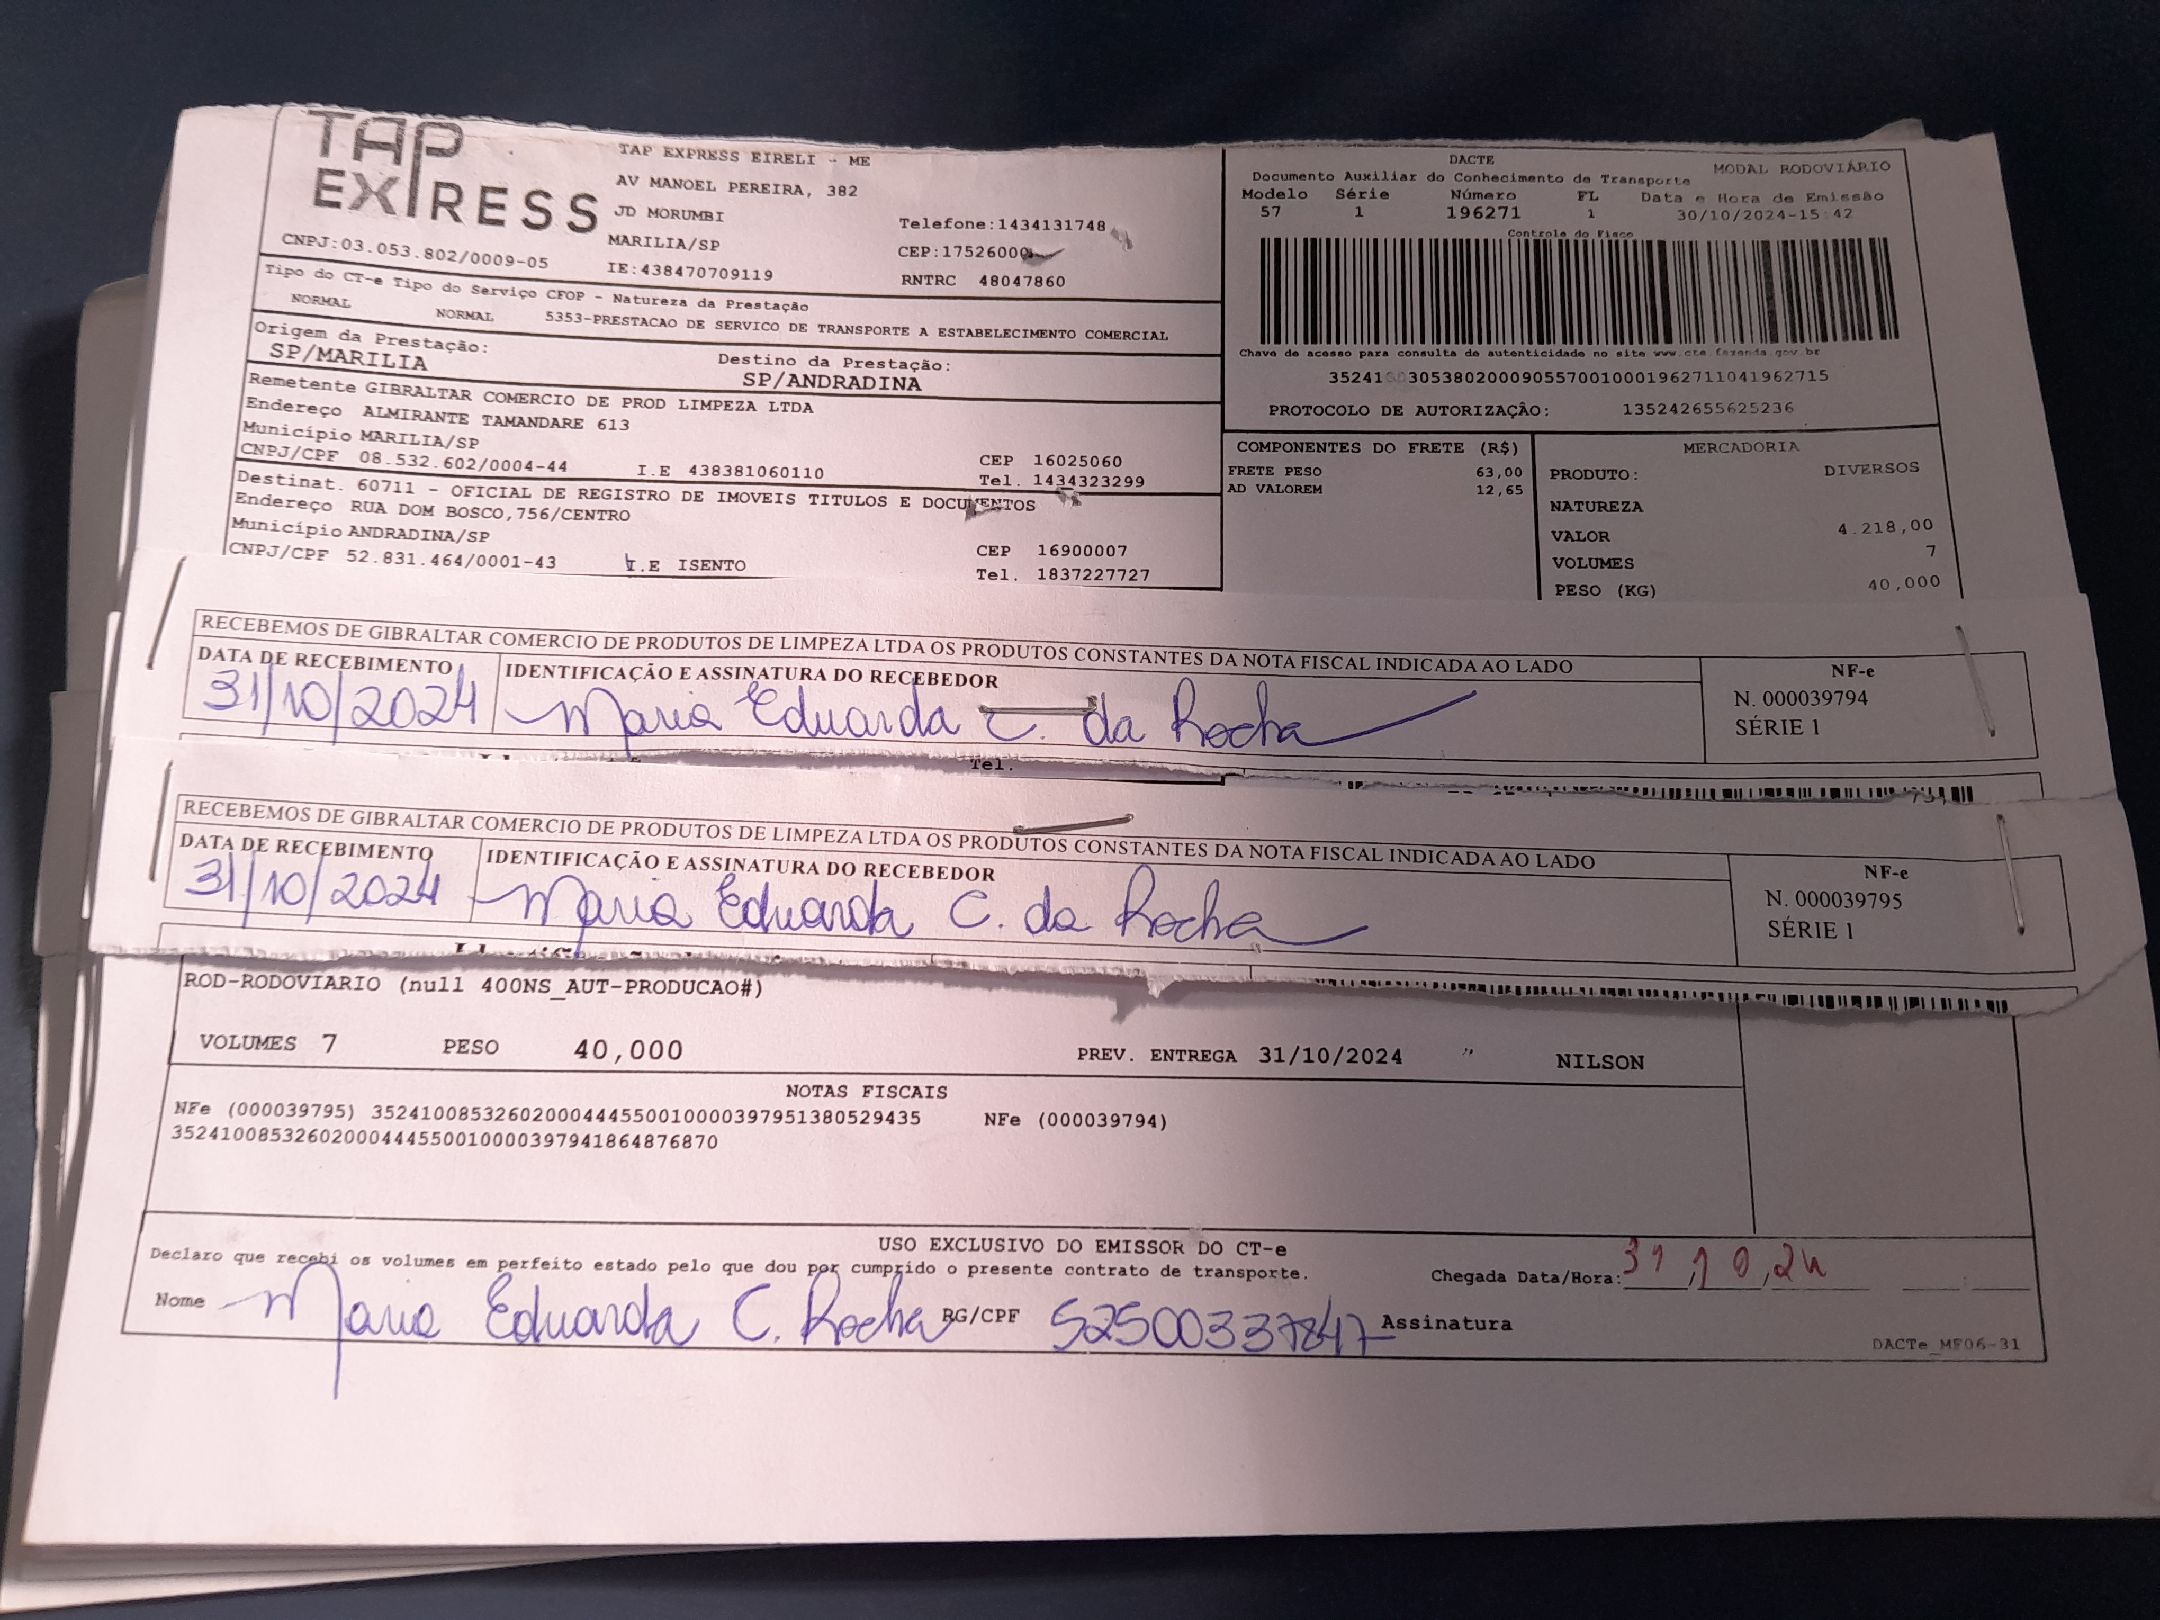 TAP EXPRESS
TAP EXPRESS EIRELI - ME
AV MANOEL PEREIRA, 382
JD MORUMBI
MARILIA/SP
IE:438470709119
Telefone:1434131748
CEP:17526000
RNTRC 48047860
CNPJ:03.053.802/0009-05
DACTE
MODAL RODOVIÁRIO
Documento Auxiliar do Conhecimento de Transporte
Modelo Série Número FL Data e Hora de Emissão
57 1 196271 1 30/10/2024-15:42
Controle do Fisco
Chave de acesso para consulta de autenticidade no site www.cte.fazenda.gov.br
PROTOCOLO DE AUTORIZAÇÃO: 135242655625236
Tipo do CT-e Tipo do Serviço CFOP - Natureza da Prestação
NORMAL NORMAL 5353-PRESTACAO DE SERVICO DE TRANSPORTE A ESTABELECIMENTO COMERCIAL
Origem da Prestação: Destino da Prestação:
SP/MARILIA SP/ANDRADINA
Remetente GIBRALTAR COMERCIO DE PROD LIMPEZA LTDA
Endereço ALMIRANTE TAMANDARE 613
Município MARILIA/SP CEP 16025060
CNPJ/CPF 08.532.602/0004-44 I.E 438381060110 Tel. 1434323299
Destinat. 60711 - OFICIAL DE REGISTRO DE IMOVEIS TITULOS E DOCUMENTOS
Endereço RUA DOM BOSCO,756/CENTRO
Município ANDRADINA/SP CEP 16900007
CNPJ/CPF 52.831.464/0001-43 I.E ISENTO Tel. 1837227727
COMPONENTES DO FRETE (R$)
FRETE PESO 63,00
AD VALOREM 12,65
MERCADORIA
PRODUTO: DIVERSOS
NATUREZA
VALOR 4.218,00
VOLUMES 7
PESO (KG) 40,000
RECEBEMOS DE GIBRALTAR COMERCIO DE PRODUTOS DE LIMPEZA LTDA OS PRODUTOS CONSTANTES DA NOTA FISCAL INDICADA AO LADO
DATA DE RECEBIMENTO IDENTIFICAÇÃO E ASSINATURA DO RECEBEDOR
31/10/2024 Maria Eduarda C. da Rocha
NF-e
N. 000039794
SÉRIE 1
Tel.
RECEBEMOS DE GIBRALTAR COMERCIO DE PRODUTOS DE LIMPEZA LTDA OS PRODUTOS CONSTANTES DA NOTA FISCAL INDICADA AO LADO
DATA DE RECEBIMENTO IDENTIFICAÇÃO E ASSINATURA DO RECEBEDOR
31/10/2024 Maria Eduarda C. da Rocha
NF-e
N. 000039795
SÉRIE 1
ROD-RODOVIARIO (null 400NS_AUT-PRODUCAO#)
VOLUMES 7 PESO 40,000 PREV. ENTREGA 31/10/2024 " NILSON
NOTAS FISCAIS
NFe (000039795) 35241008532602000444550010000397951380529435 NFe (000039794)
35241008532602000444550010000397941864876870
USO EXCLUSIVO DO EMISSOR DO CT-e
Declaro que recebi os volumes em perfeito estado pelo que dou por cumprido o presente contrato de transporte.
Chegada Data/Hora: 31,10,24
Nome Maria Eduarda C. Rocha RG/CPF 52500337847 Assinatura
DACTe_MF06-31